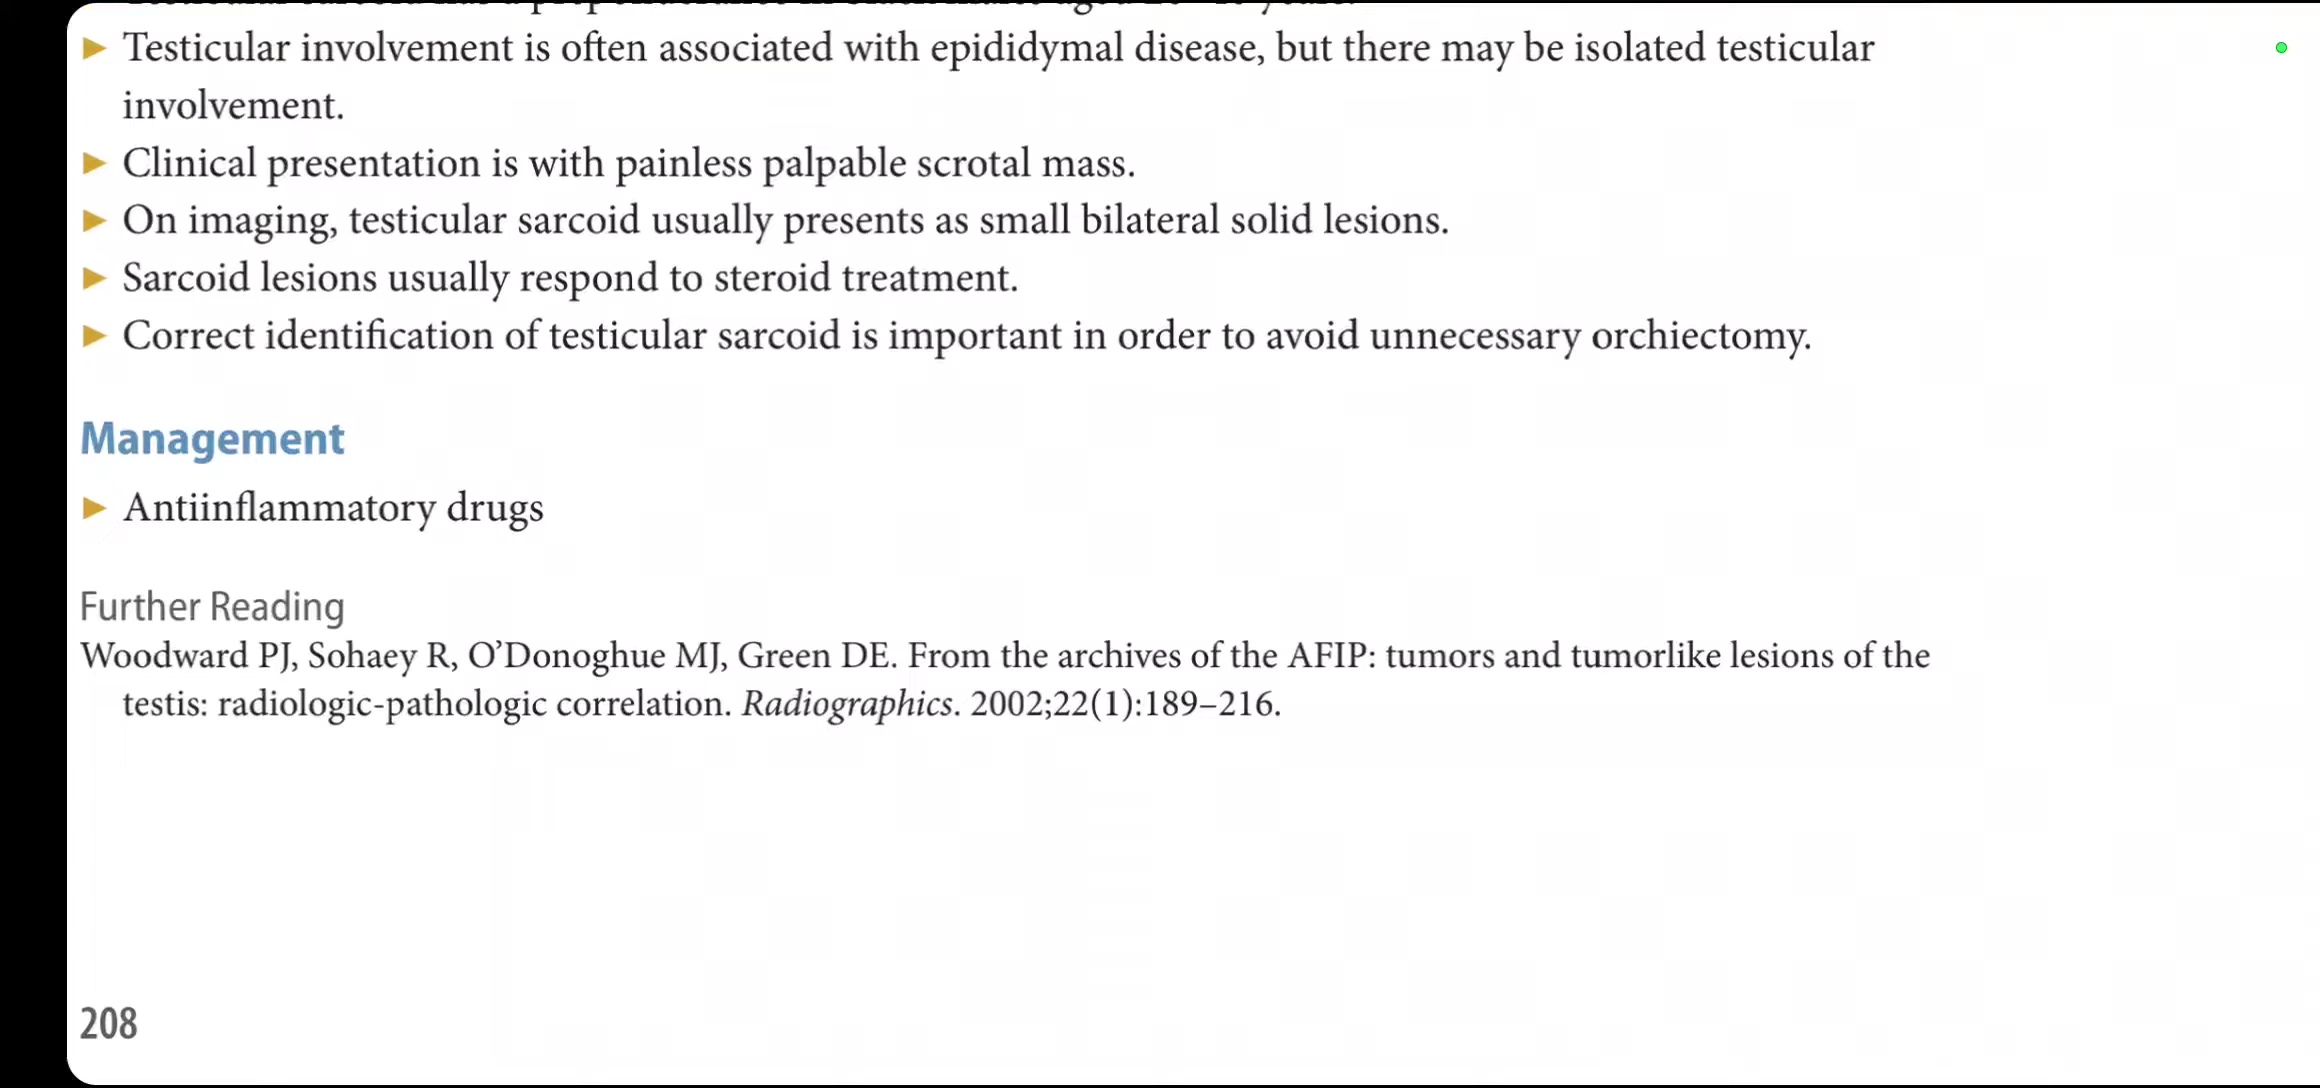 ► Testicular involvement is often associated with epididymal disease, but there may be isolated testicular
involvement.
► Clinical presentation is with painless palpable scrotal mass.
► On imaging, testicular sarcoid usually presents as small bilateral solid lesions.
► Sarcoid lesions usually respond to steroid treatment.
► Correct identification of testicular sarcoid is important in order to avoid unnecessary orchiectomy.
Management
► Antiinflammatory drugs
Further Reading
Woodward PJ, Sohaey R, O’Donoghue MJ, Green DE. From the archives of the AFIP: tumors and tumorlike lesions of the
testis: radiologic-pathologic correlation. Radiographics. 2002;22(1):189–216.
208